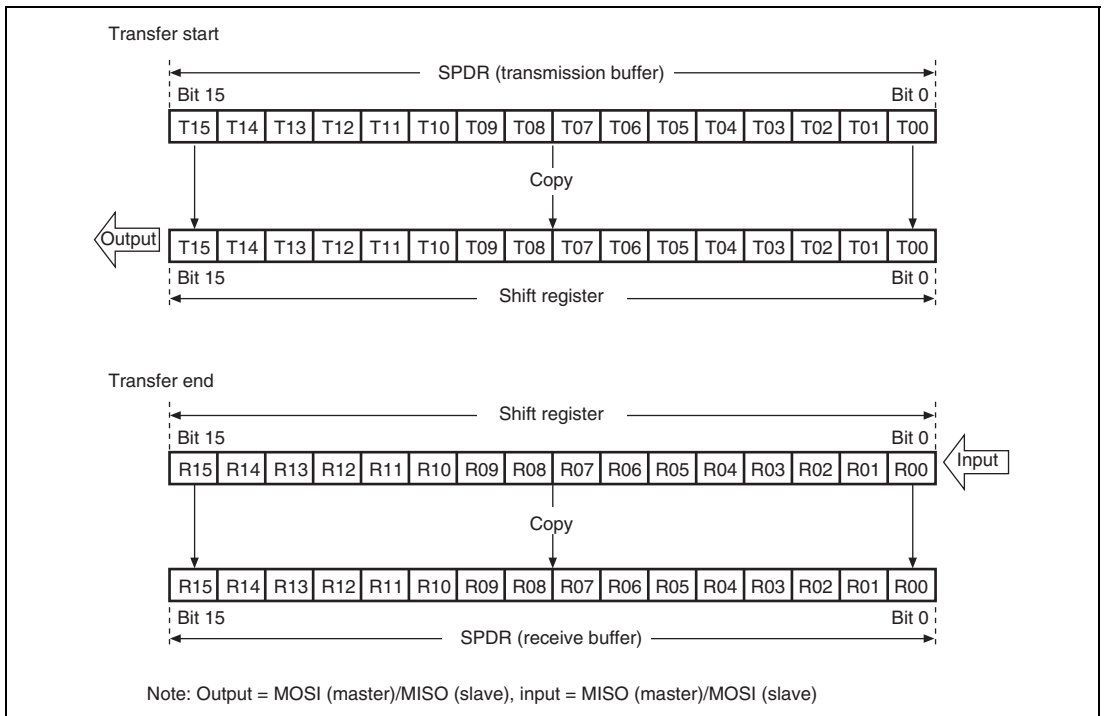 Transfer start
SPDR (transmission buffer)
Bit 15 Bit 0
T15 T14 T13 T12 T11 T10 T09 T08 T07 T06 T05 T04 T03 T02 T01 T00
Copy
Output T15 T14 T13 T12 T11 T10 T09 T08 T07 T06 T05 T04 T03 T02 T01 T00
Bit 15 Bit 0
Shift register
Transfer end
Shift register
Bit 15 Bit 0
R15 R14 R13 R12 R11 R10 R09 R08 R07 R06 R05 R04 R03 R02 R01 R00 Input
Copy
R15 R14 R13 R12 R11 R10 R09 R08 R07 R06 R05 R04 R03 R02 R01 R00
Bit 15 Bit 0
SPDR (receive buffer)
Note: Output = MOSI (master)/MISO (slave), input = MISO (master)/MOSI (slave)